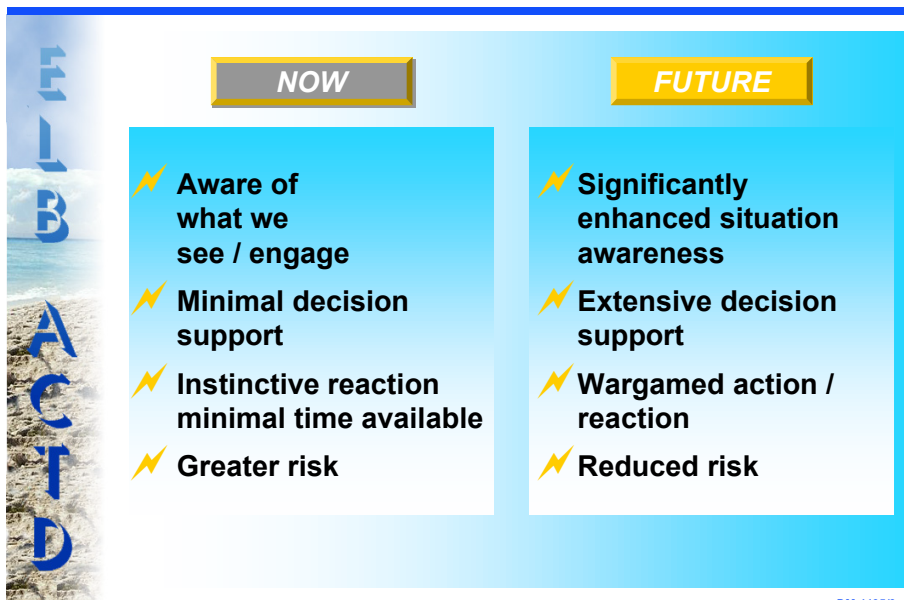 ELB ACTD
NOW
Aware of
what we
see / engage
Minimal decision
support
Instinctive reaction
minimal time available
Greater risk
FUTURE
Significantly
enhanced situation
awareness
Extensive decision
support
Wargamed action /
reaction
Reduced risk